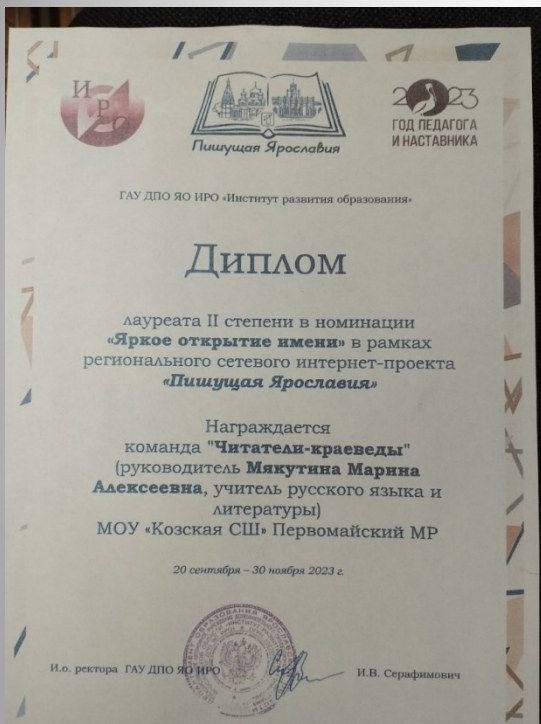 И
Р
О
Пишущая Ярославия
2023
ГОД ПЕДАГОГА
И НАСТАВНИКА
ГАУ ДПО ЯО ИРО «Институт развития образования»
Диплом
лауреата II степени в номинации
«Яркое открытие имени» в рамках
регионального сетевого интернет-проекта
«Пишущая Ярославия»
Награждается
команда "Читатели-краеведы"
(руководитель Мякутина Марина
Алексеевна, учитель русского языка и
литературы)
МОУ «Козская СШ» Первомайский МР
20 сентября – 30 ноября 2023 г.
И.о. ректора ГАУ ДПО ЯО ИРО
И.В. Серафимович